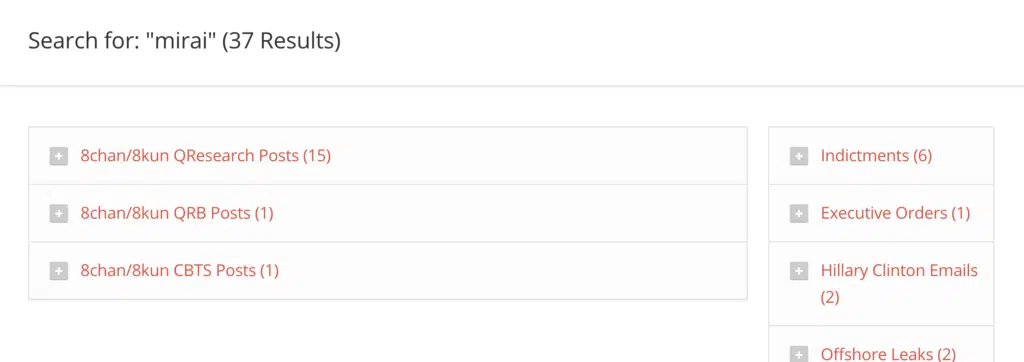 Search for: "mirai" (37 Results)
8chan/8kun QResearch Posts (15)
8chan/8kun QRB Posts (1)
8chan/8kun CBTS Posts (1)
Indictments (6)
Executive Orders (1)
Hillary Clinton Emails
(2)
Offshore Leaks (2)